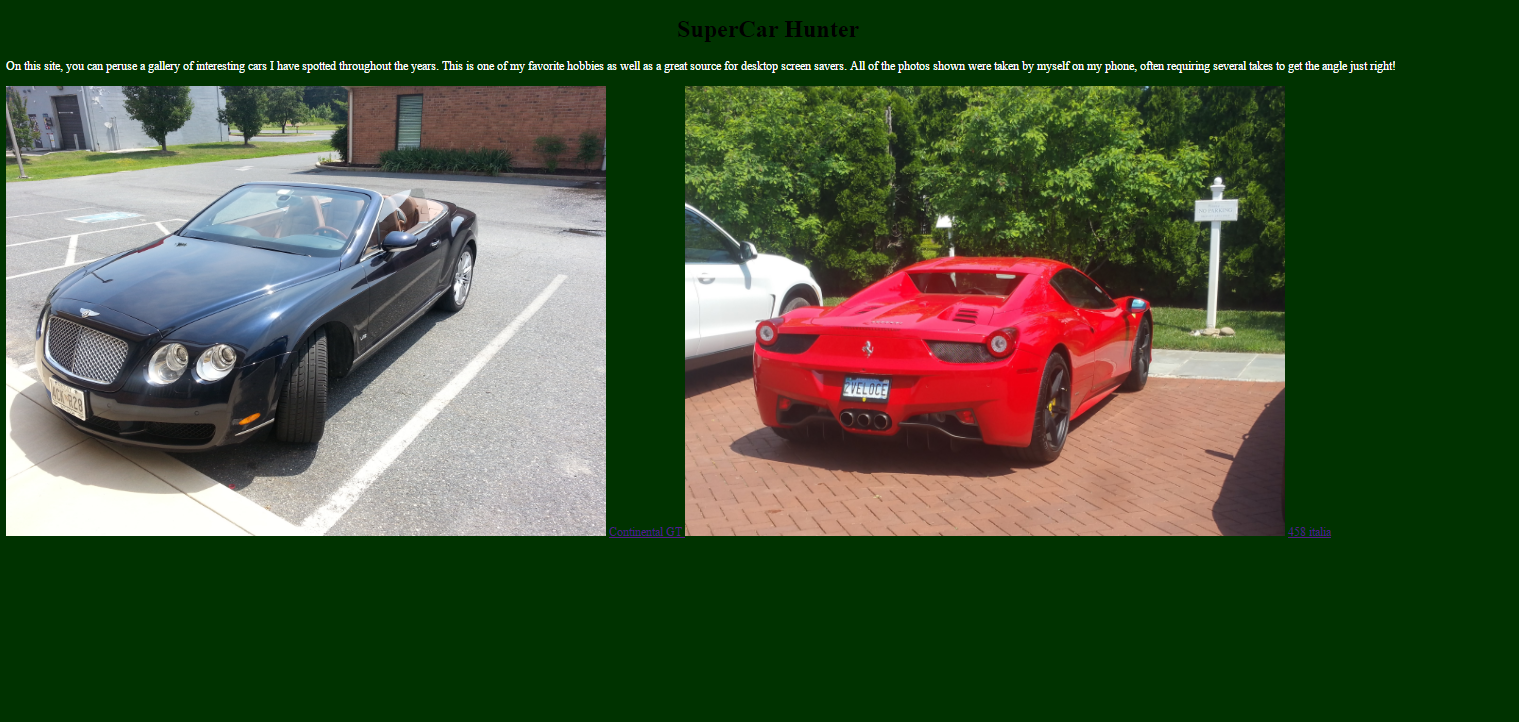 SuperCar Hunter
On this site, you can peruse a gallery of interesting cars I have spotted throughout the years. This is one of my favorite hobbies as well as a great source for desktop screen savers. All of the photos shown were taken by myself on my phone, often requiring several takes to get the angle just right!
2VELOCE
Continental GT
458 italia